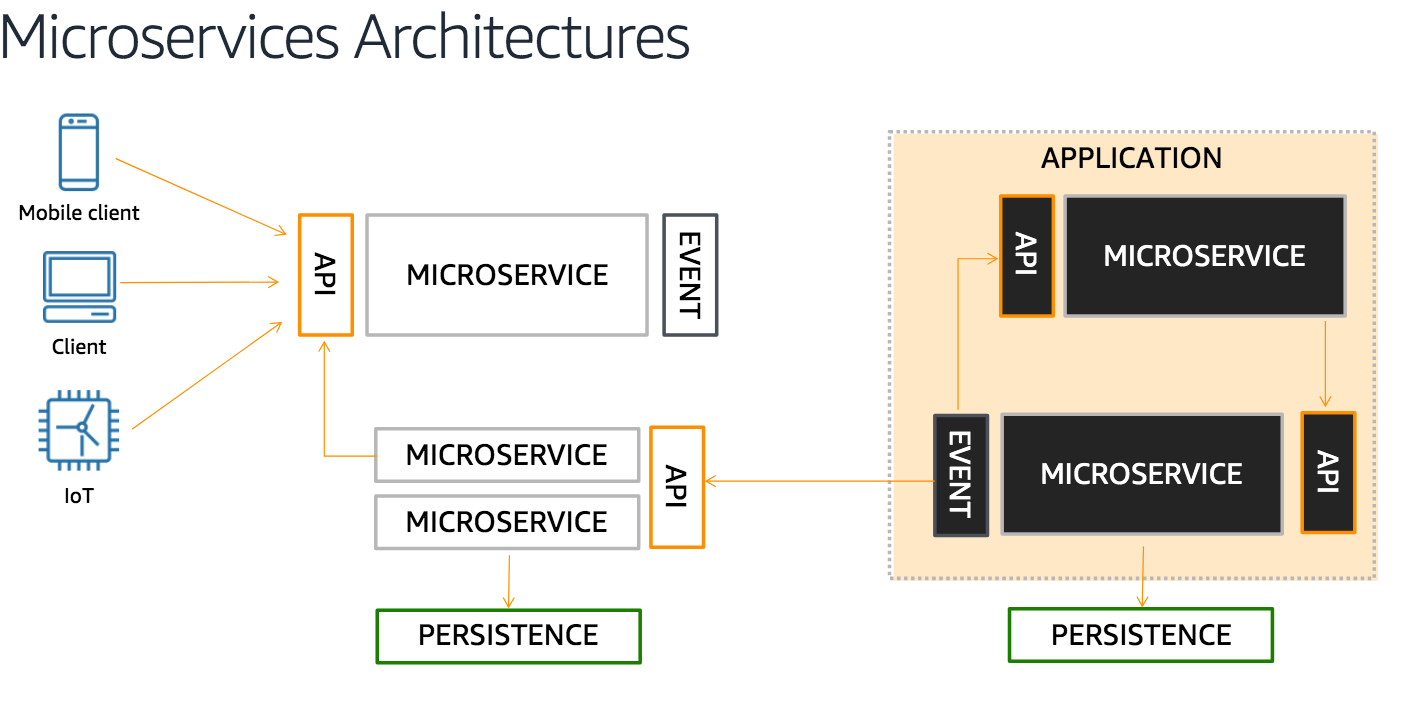 Microservices Architectures
Mobile client
Client
IoT
API
MICROSERVICE
EVENT
MICROSERVICE
MICROSERVICE
API
PERSISTENCE
APPLICATION
API
MICROSERVICE
EVENT
MICROSERVICE
API
PERSISTENCE